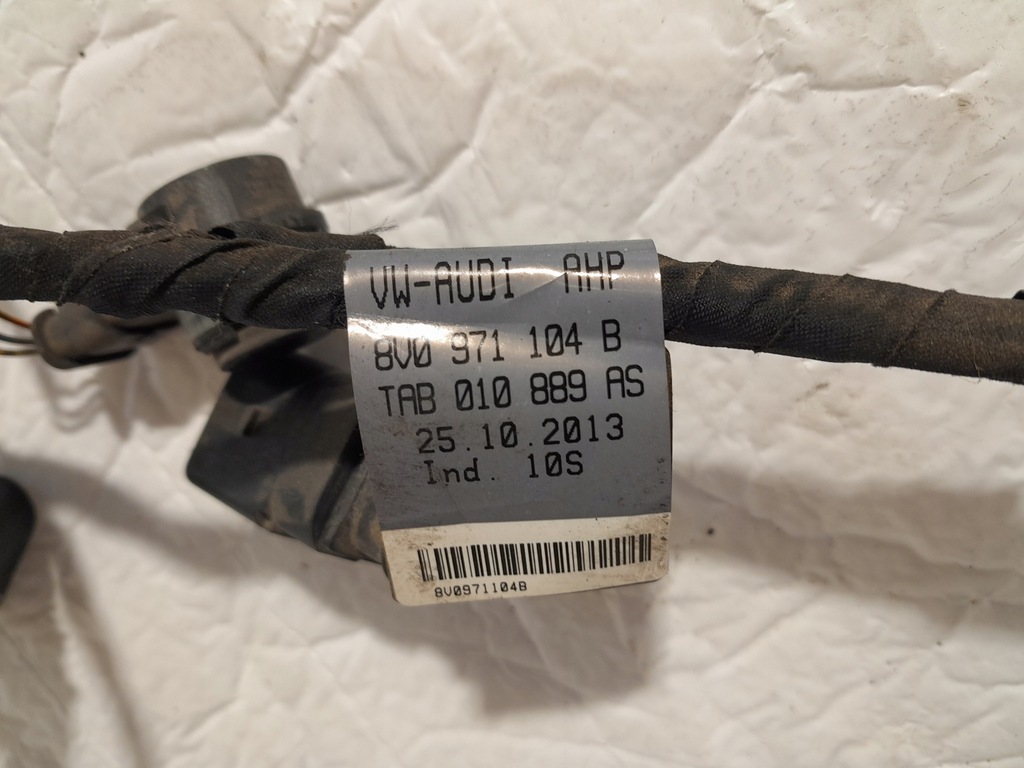 VW-AUDI AHP
8V0 971 104 B
TAB 010 889 AS
25.10.2013
Ind. 10S
8V0971104B